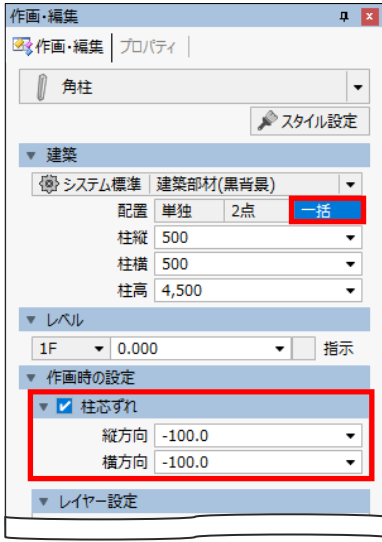 作画・編集
作画・編集 プロパティ
角柱
スタイル設定
建築
システム標準 建築部材(黒背景)
配置 単独 2点 一括
柱縦 500
柱横 500
柱高 4,500
レベル
1F 0.000 指示
作画時の設定
柱芯ずれ
縦方向 -100.0
横方向 -100.0
レイヤー設定